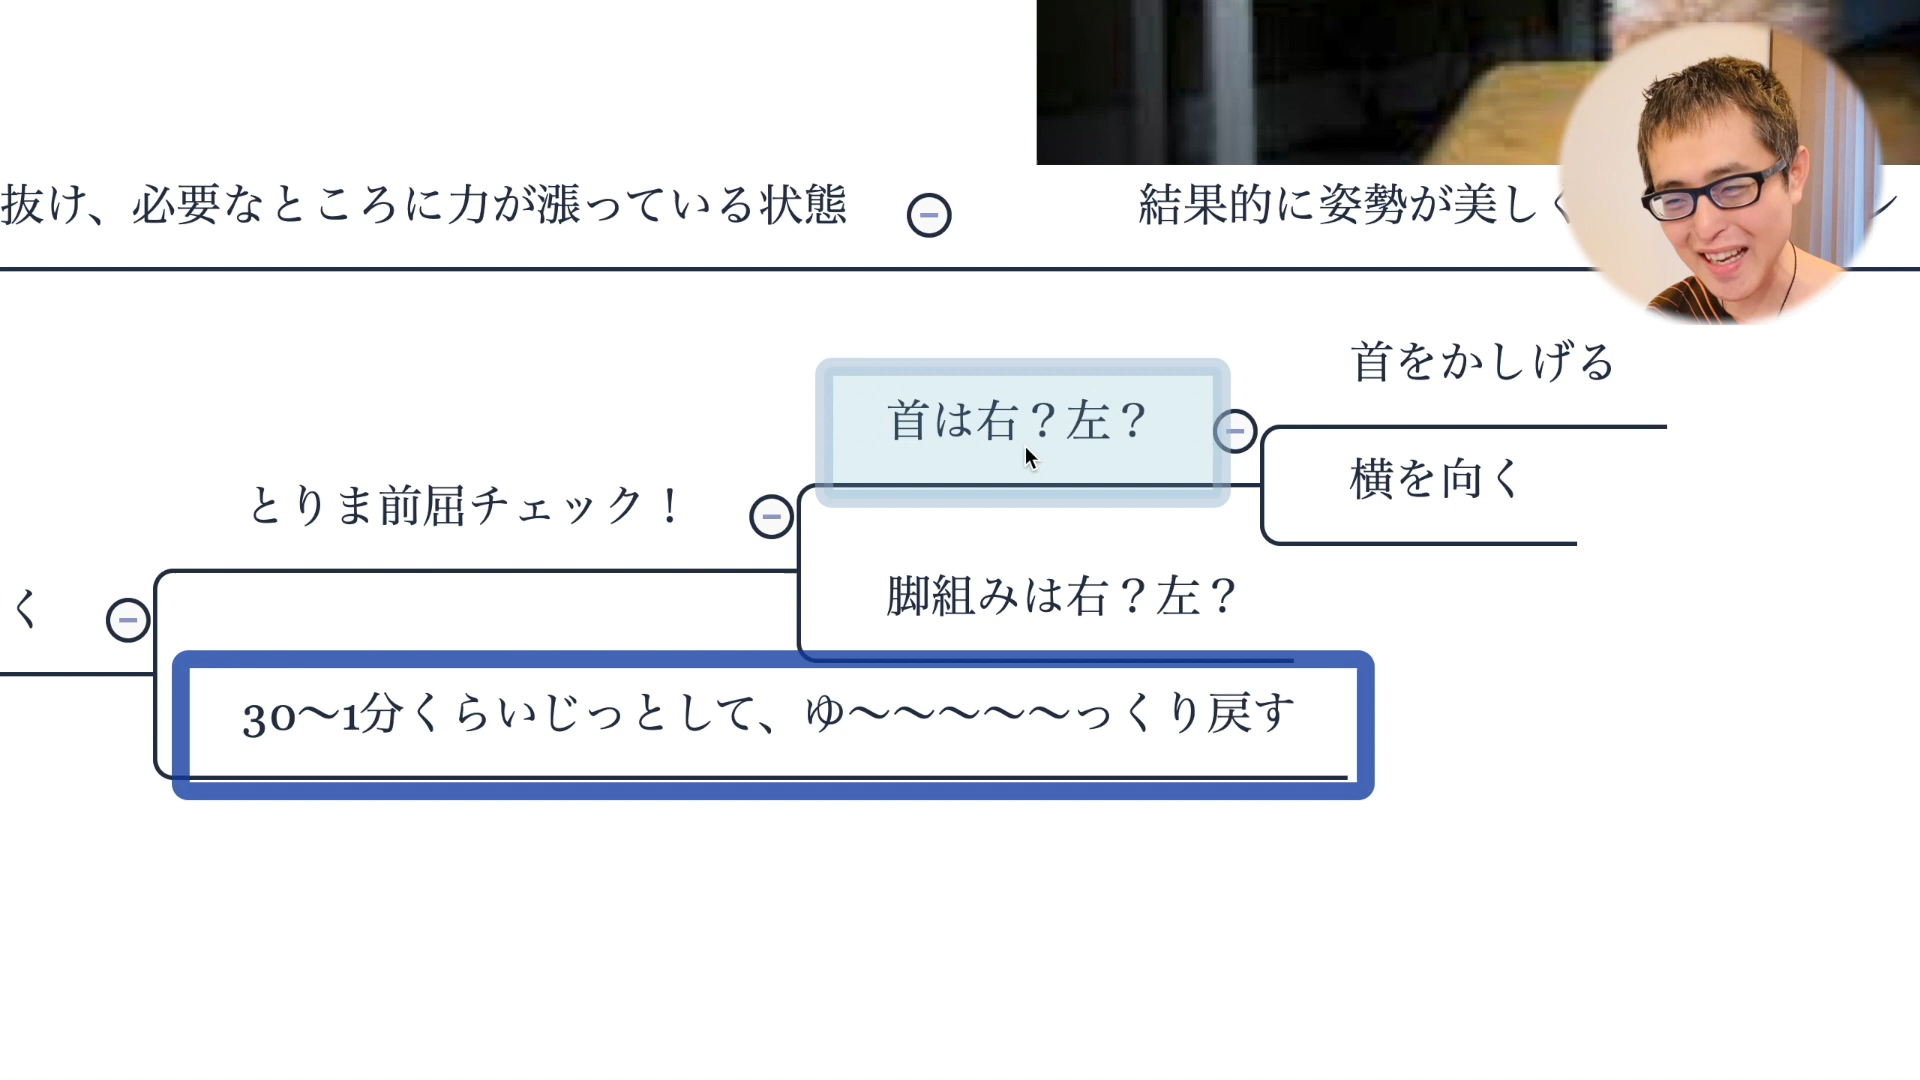 抜け、必要なところに力が漲っている状態
結果的に姿勢が美しく
首をかしげる
首は右？左？
横を向く
とりま前屈チェック！
脚組みは右？左？
く
30〜1分くらいじっとして、ゆ〜〜〜〜〜っくり戻す